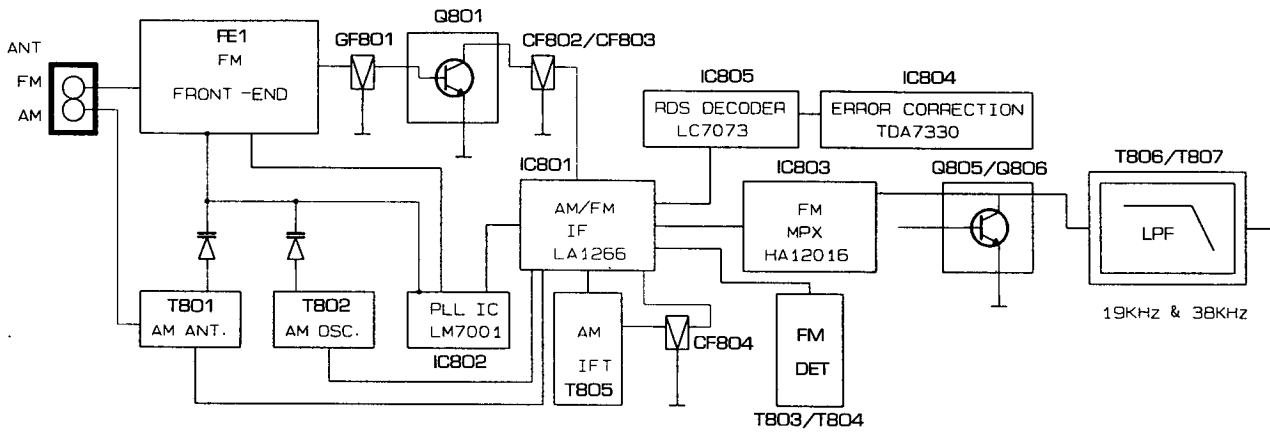 ANT
FM
AM
FE1
FM
FRONT-END
GF801
Q801
CF802/CF803
IC805
RDS DECODER
LC7073
IC804
ERROR CORRECTION
TDA7330
IC801
AM/FM
IF
LA1266
IC803
FM
MPX
HA12016
Q805/Q806
T806/T807
LPF
19KHz & 38KHz
T801
AM ANT.
T802
AM OSC.
PLL IC
LM7001
IC802
AM
IFT
T805
CF804
FM
DET
T803/T804